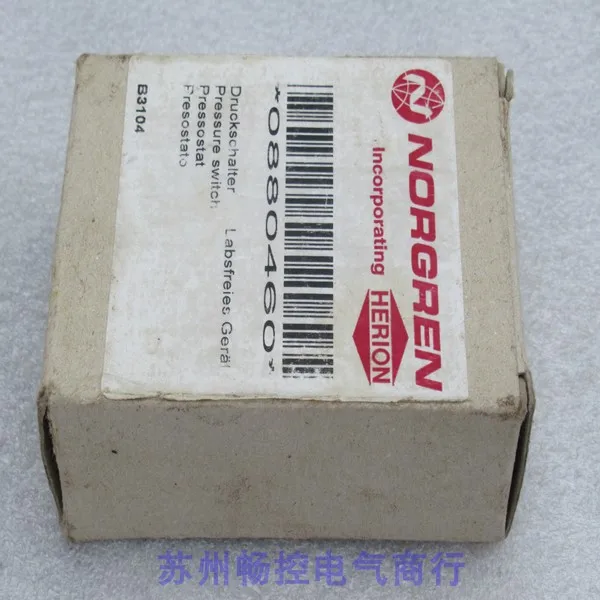 NORGREN
Incorporating HERION
*0880460*
Druckschalter Labsfreies Gerät
Pressure switch
Pressostat
Presostato
B3104
苏州畅控电气商行